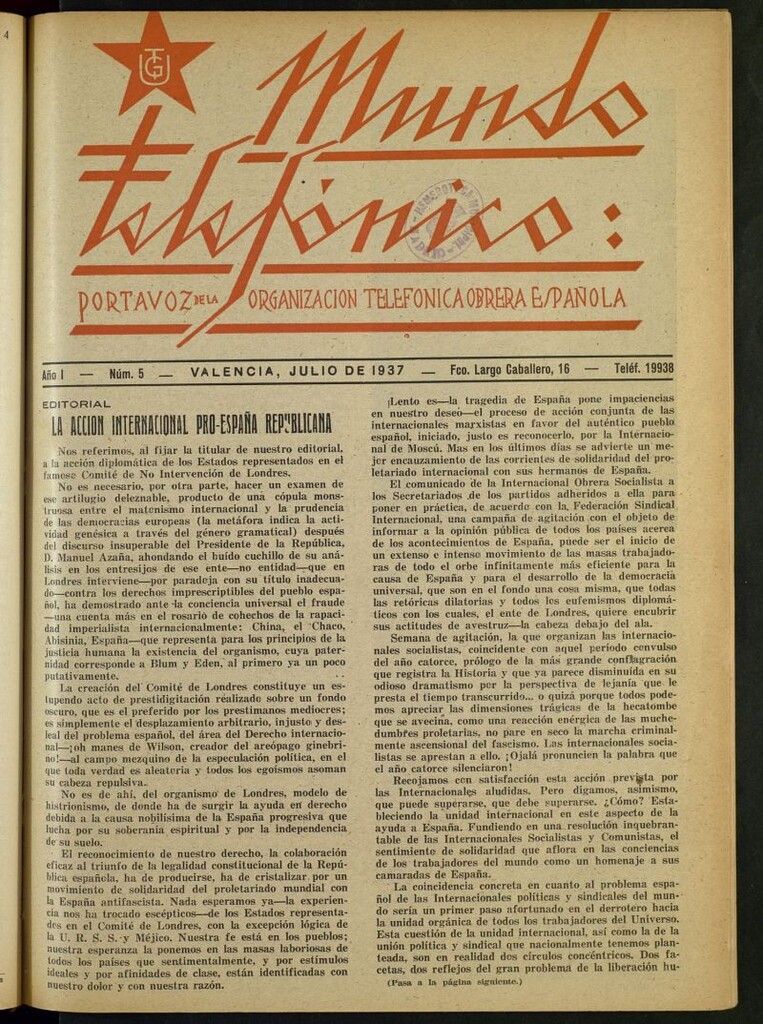 4
UGT
Mundo
Telefónico:
PORTAVOZ DE LA ORGANIZACION TELEFONICA OBRERA ESPAÑOLA
Año I — Núm. 5 — VALENCIA, JULIO DE 1937 — Fco. Largo Caballero, 16 — Teléf. 19938
EDITORIAL
LA ACCION INTERNACIONAL PRO-ESPAÑA REPUBLICANA
Nos referimos, al fijar la titular de nuestro editorial,
a la acción diplomática de los Estados representados en el
famoso Comité de No Intervención de Londres.
No es necesario, por otra parte, hacer un examen de
ese artilugio deleznable, producto de una cópula mons-
truosa entre el matonismo internacional y la prudencia
de las democracias europeas (la metáfora indica la acti-
vidad genésica a través del género gramatical) después
del discurso insuperable del Presidente de la República,
D. Manuel Azaña, ahondando el buído cuchillo de su aná-
lisis en los entresijos de ese ente—no entidad—que en
Londres interviene—por paradoja con su título inadecua-
do—contra los derechos imprescriptibles del pueblo espa-
ñol, ha demostrado ante la conciencia universal el fraude
—una cuenta más en el rosario de cohechos de la rapaci-
dad imperialista internacionalmente: China, el Chaco,
Abisinia, España—que representa para los principios de la
justicia humana la existencia del organismo, cuya pater-
nidad corresponde a Blum y Eden, al primero ya un poco
putativamente.
La creación del Comité de Londres constituye un es-
tupendo acto de prestidigitación realizado sobre un fondo
oscuro, que es el preferido por los prestimanos mediocres;
es simplemente el desplazamiento arbitrario, injusto y des-
leal del problema español, del área del Derecho internacio-
nal—¡oh manes de Wilson, creador del areópago ginebri-
no!—al campo mezquino de la especulación política, en el
que toda verdad es aleatoria y todos los egoísmos asoman
su cabeza repulsiva.
No es de ahí, del organismo de Londres, modelo de
histrionismo, de donde ha de surgir la ayuda en derecho
debida a la causa nobilísima de la España progresiva que
lucha por su soberanía espiritual y por la independencia
de su suelo.
El reconocimiento de nuestro derecho, la colaboración
eficaz al triunfo de la legalidad constitucional de la Repú-
blica española, ha de producirse, ha de cristalizar por un
movimiento de solidaridad del proletariado mundial con
la España antifascista. Nada esperamos ya—la experien-
cia nos ha trocado escépticos—de los Estados representa-
dos en el Comité de Londres, con la excepción lógica de
la U. R. S. S. y Méjico. Nuestra fe está en los pueblos;
nuestra esperanza la ponemos en las masas laboriosas de
todos los países que sentimentalmente, y por estímulos
ideales y por afinidades de clase, están identificadas con
nuestro dolor y con nuestra razón.
¡Lento es—la tragedia de España pone impaciencias
en nuestro deseo—el proceso de acción conjunta de las
internacionales marxistas en favor del auténtico pueblo
español, iniciado, justo es reconocerlo, por la Internacio-
nal de Moscú. Mas en los últimos días se advierte un me-
jor encauzamiento de las corrientes de solidaridad del pro-
letariado internacional con sus hermanos de España.
El comunicado de la Internacional Obrera Socialista a
los Secretariados de los partidos adheridos a ella para
poner en práctica, de acuerdo con la Federación Sindical
Internacional, una campaña de agitación con el objeto de
informar a la opinión pública de todos los países acerca
de los acontecimientos de España, puede ser el inicio de
un extenso e intenso movimiento de las masas trabajado-
ras de todo el orbe infinitamente más eficiente para la
causa de España y para el desarrollo de la democracia
universal, que son en el fondo una cosa misma, que todas
las retóricas dilatorias y todos los eufemismos diplomá-
ticos con los cuales, el ente de Londres, quiere encubrir
sus actitudes de avestruz—la cabeza debajo del ala.
Semana de agitación, la que organizan las internacio-
nales socialistas, coincidente con aquel período convulso
del año catorce, prólogo de la más grande conflagración
que registra la Historia y que ya parece disminuída en su
odioso dramatismo por la perspectiva de lejanía que le
presta el tiempo transcurrido... o quizá porque todos pode-
mos apreciar las dimensiones trágicas de la hecatombe
que se avecina, como una reacción enérgica de las muche-
dumbres proletarias, no pare en seco la marcha criminal-
mente ascensional del fascismo. Las internacionales socia-
listas se aprestan a ello. ¡Ojalá pronuncien la palabra que
el año catorce silenciaron!
Recojamos con satisfacción esta acción prevista por
las Internacionales aludidas. Pero digamos, asimismo,
que puede superarse, que debe superarse. ¿Cómo? Esta-
bleciendo la unidad internacional en este aspecto de la
ayuda a España. Fundiendo en una resolución inquebran-
table de las Internacionales Socialistas y Comunistas, el
sentimiento de solidaridad que aflora en las conciencias
de los trabajadores del mundo como un homenaje a sus
camaradas de España.
La coincidencia concreta en cuanto al problema espa-
ñol de las Internacionales políticas y sindicales del mun-
do sería un primer paso afortunado en el derrotero hacia
la unidad orgánica de todos los trabajadores del Universo.
Esta cuestión de la unidad internacional, así como la de
unión política y sindical que nacionalmente tenemos plan-
teada, son en realidad dos círculos concéntricos. Dos fa-
cetas, dos reflejos del gran problema de la liberación hu-
(Pasa a la página siguiente.)